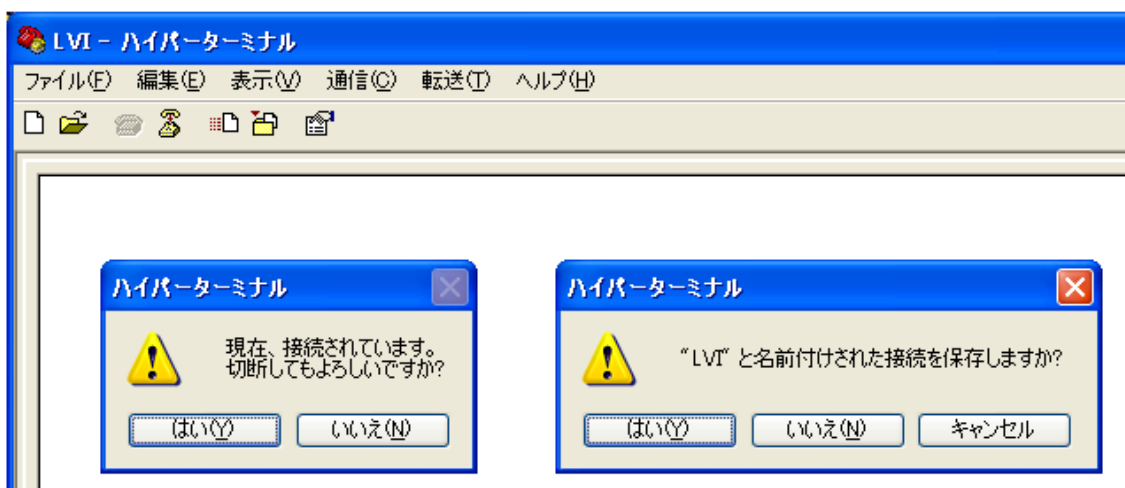 LVI - ハイパーターミナル
ファイル(F) 編集(E) 表示(V) 通信(C) 転送(T) ヘルプ(H)
ハイパーターミナル
現在、接続されています。
切断してもよろしいですか?
はい(Y) いいえ(N)
ハイパーターミナル
"LVI" と名前付けされた接続を保存しますか?
はい(Y) いいえ(N) キャンセル